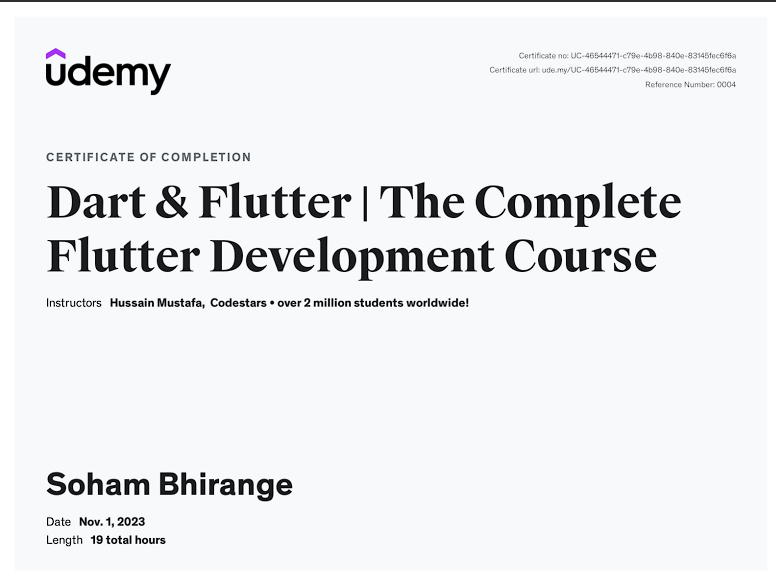 udemy
Certificate no: UC-46544471-c79e-4b98-840e-83145fec6f6a
Certificate url: ude.my/UC-46544471-c79e-4b98-840e-83145fec6f6a
Reference Number: 0004
CERTIFICATE OF COMPLETION
Dart & Flutter | The Complete
Flutter Development Course
Instructors Hussain Mustafa, Codestars • over 2 million students worldwide!
Soham Bhirange
Date Nov. 1, 2023
Length 19 total hours